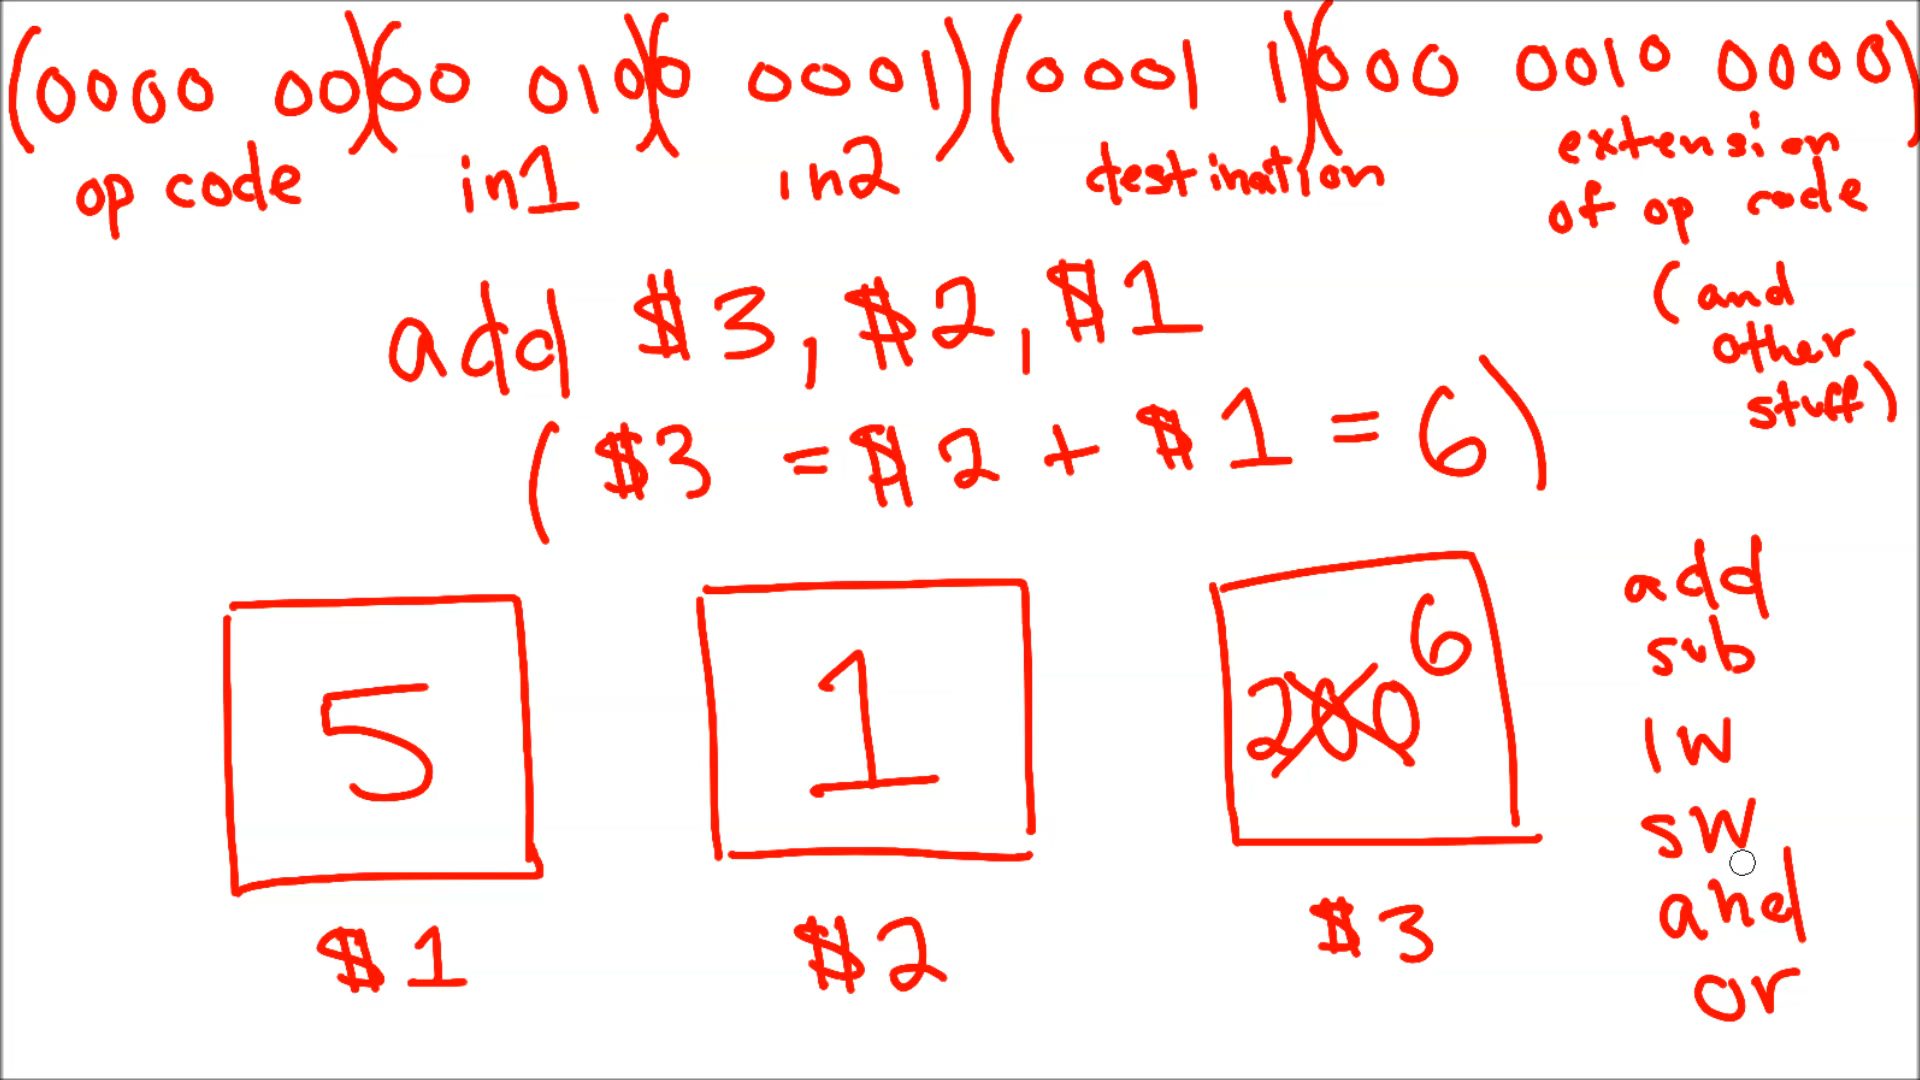 (0000 00)(00 010)(0 0001)(0001 1)(000 0010 0000)
op code in1 in2 destination extension of op code (and other stuff)
add $3, $2, $1
($3 = $2 + $1 = 6)
5 1 200 6
$1 $2 $3
add
sub
lw
sw
and
or